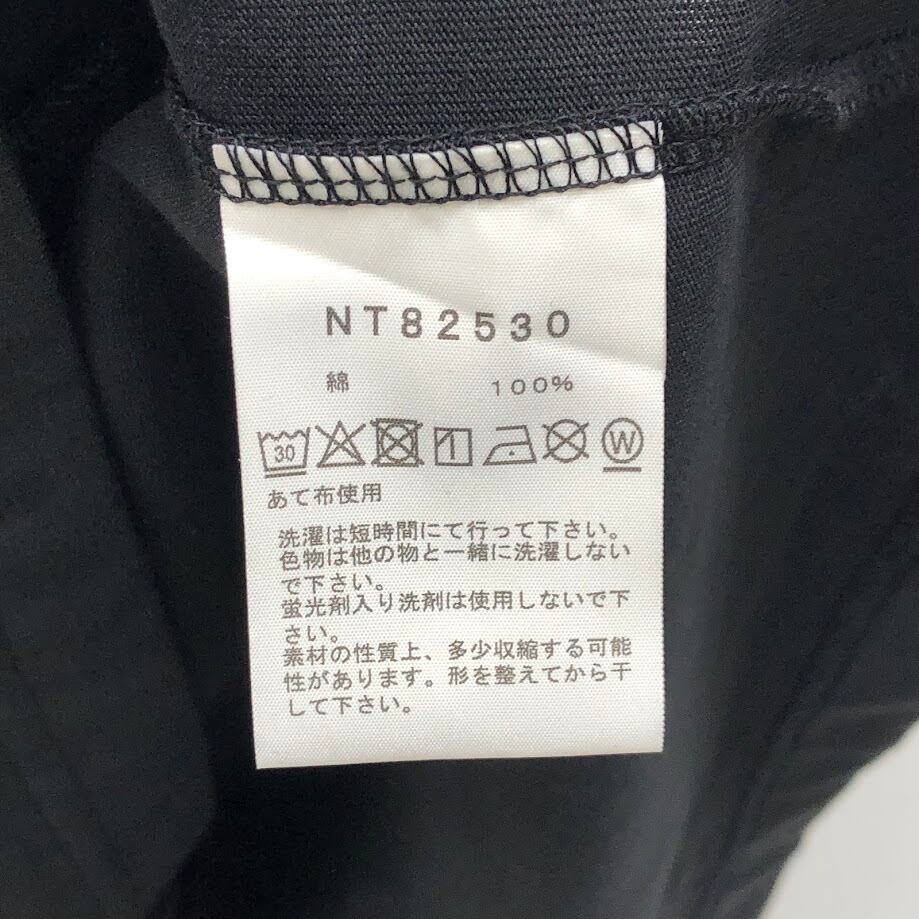 NT82530
綿 100%
30 W
あて布使用
洗濯は短時間にて行って下さい。
色物は他の物と一緒に洗濯しない
で下さい。
蛍光剤入り洗剤は使用しないで下
さい。
素材の性質上、多少収縮する可能
性があります。形を整えてから干
して下さい。